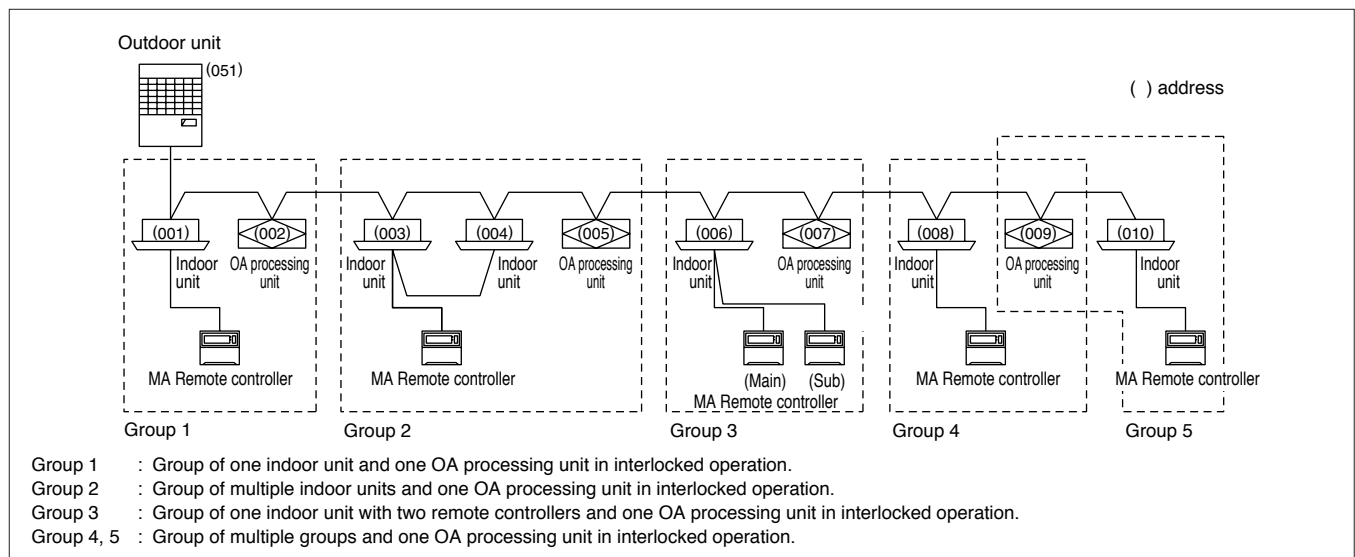 Outdoor unit
(051)
( ) address
(001)
Indoor
unit
(002)
OA processing
unit
MA Remote controller
Group 1
(003)
Indoor
unit
(004)
Indoor
unit
(005)
OA processing
unit
MA Remote controller
Group 2
(006)
Indoor
unit
(007)
OA processing
unit
(Main) (Sub)
MA Remote controller
Group 3
(008)
Indoor
unit
(009)
OA processing
unit
MA Remote controller
Group 4
(010)
Indoor
unit
MA Remote controller
Group 5
Group 1 : Group of one indoor unit and one OA processing unit in interlocked operation.
Group 2 : Group of multiple indoor units and one OA processing unit in interlocked operation.
Group 3 : Group of one indoor unit with two remote controllers and one OA processing unit in interlocked operation.
Group 4, 5 : Group of multiple groups and one OA processing unit in interlocked operation.